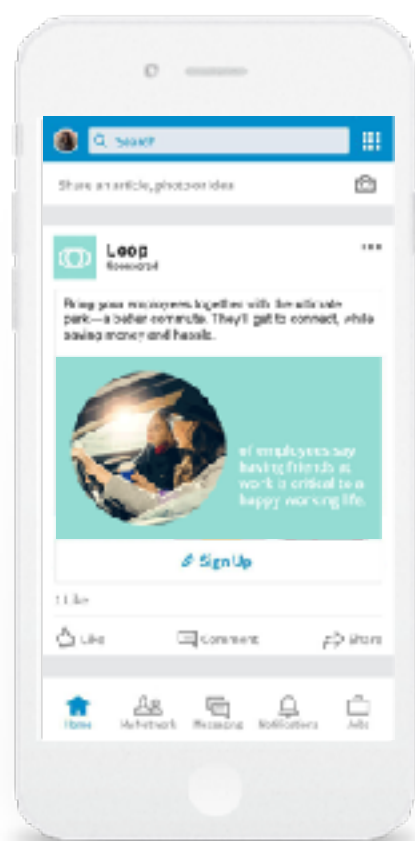 Search
Share an article, photo or idea
Loop
Sponsored
Bring your employees together with the ultimate
perk—a better commute. They'll get to connect, while
saving money and hassle.
of employees say
having friends at
work is critical to a
happy working life.
Sign Up
1 Like
Like Comment Share
Home My Network Messaging Notifications Jobs